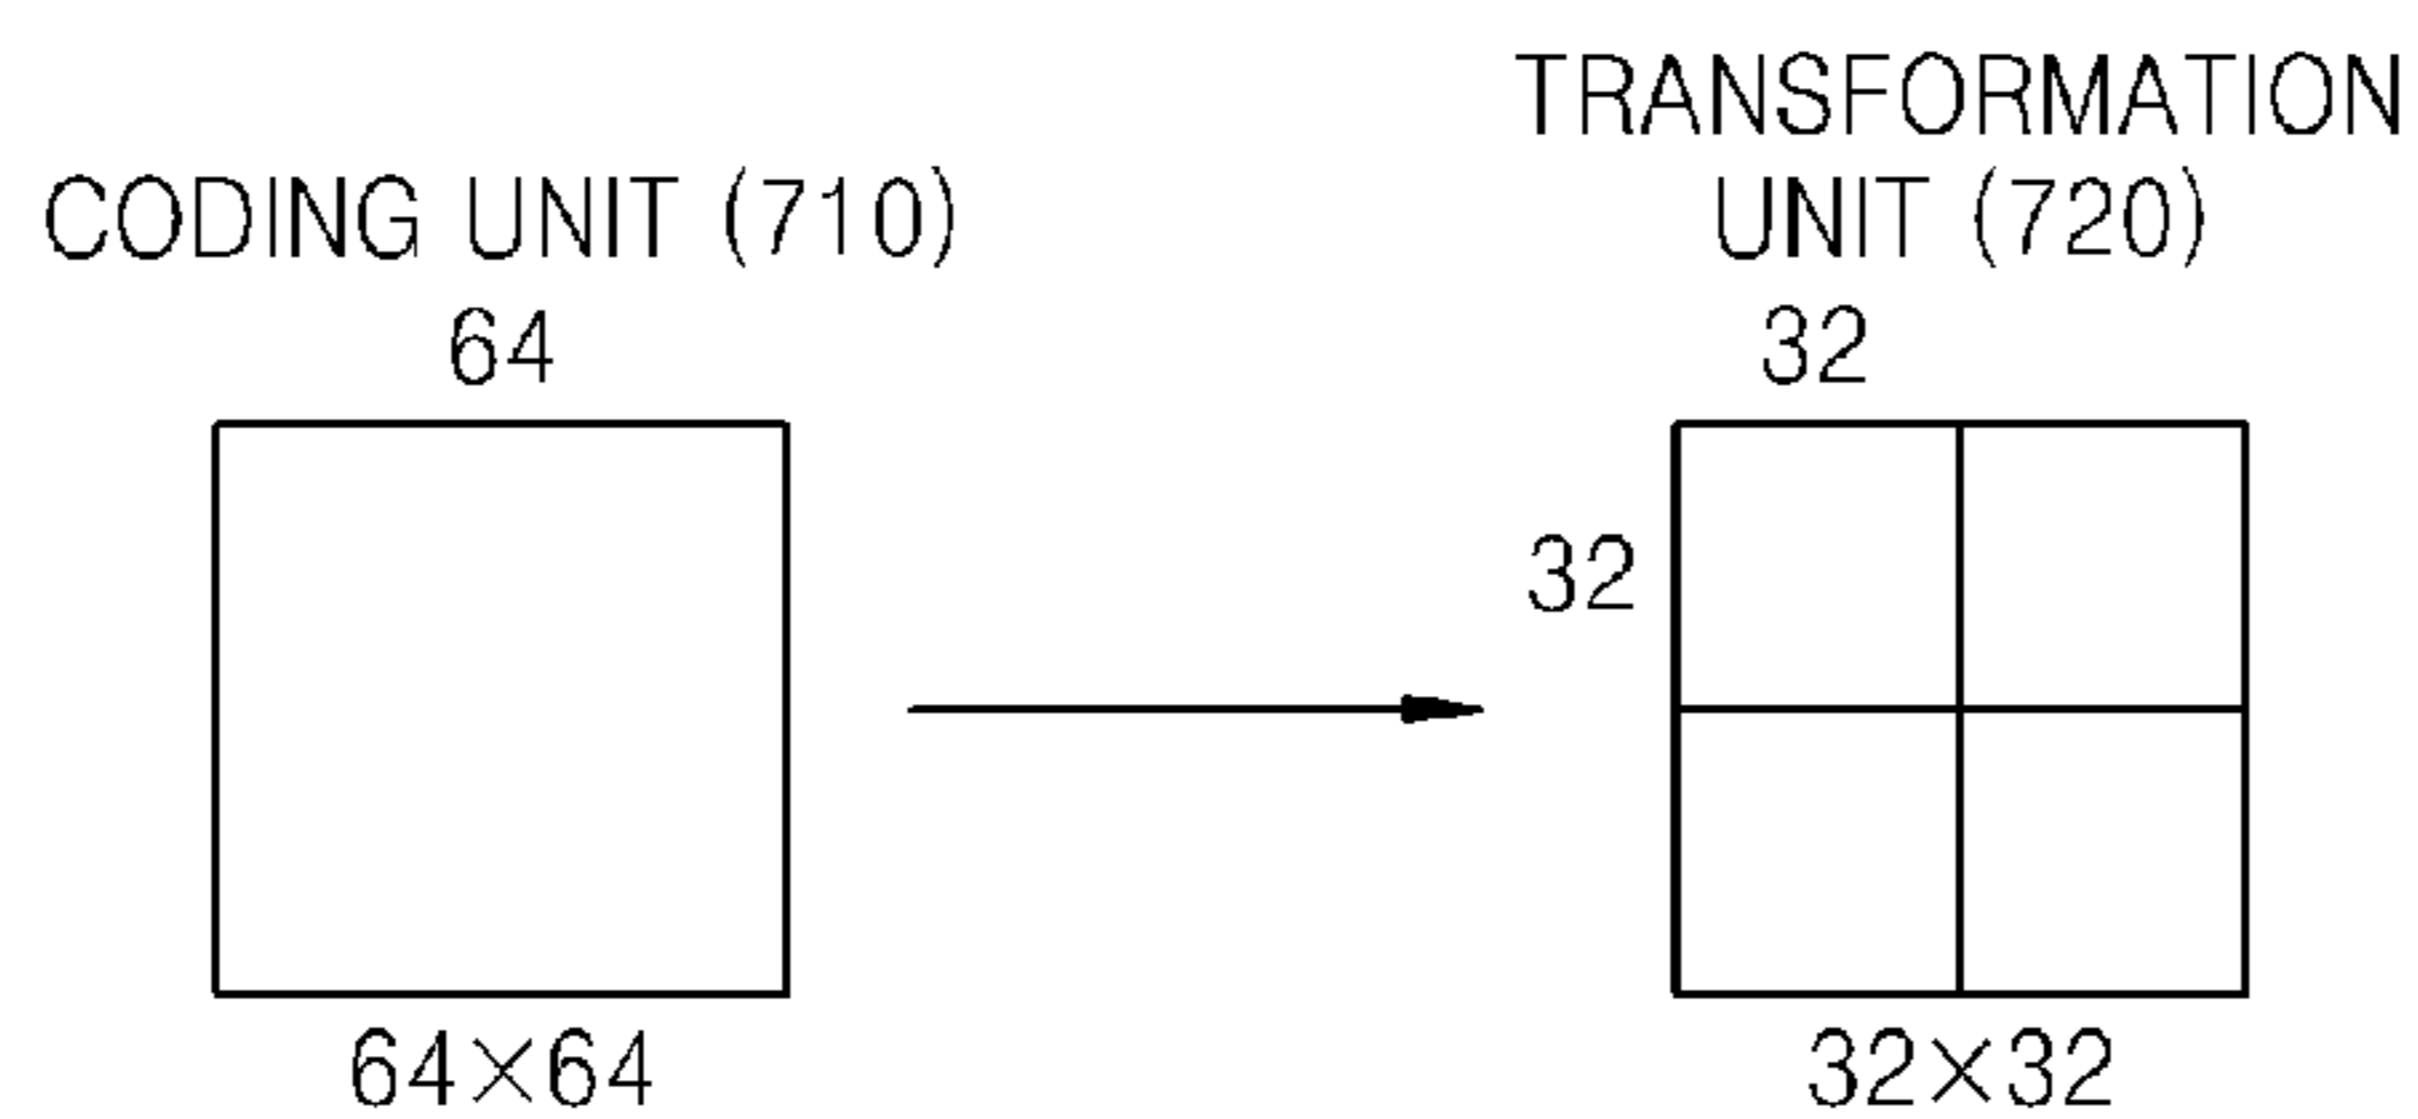 CODING UNIT (710)
64
64×64
TRANSFORMATION
UNIT (720)
32
32
32×32